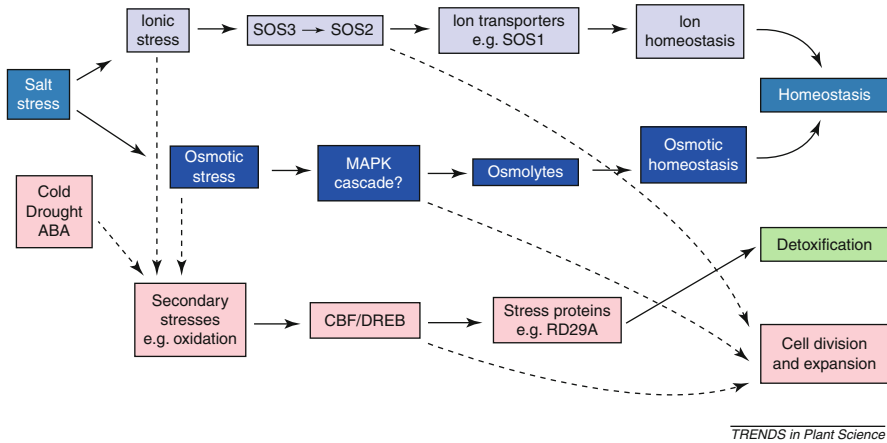 Ionic
stress
SOS3 → SOS2
Ion transporters
e.g. SOS1
Ion
homeostasis
Salt
stress
Homeostasis
Osmotic
stress
MAPK
cascade?
Osmolytes
Osmotic
homeostasis
Cold
Drought
ABA
Detoxification
Secondary
stresses
e.g. oxidation
CBF/DREB
Stress proteins
e.g. RD29A
Cell division
and expansion
TRENDS in Plant Science